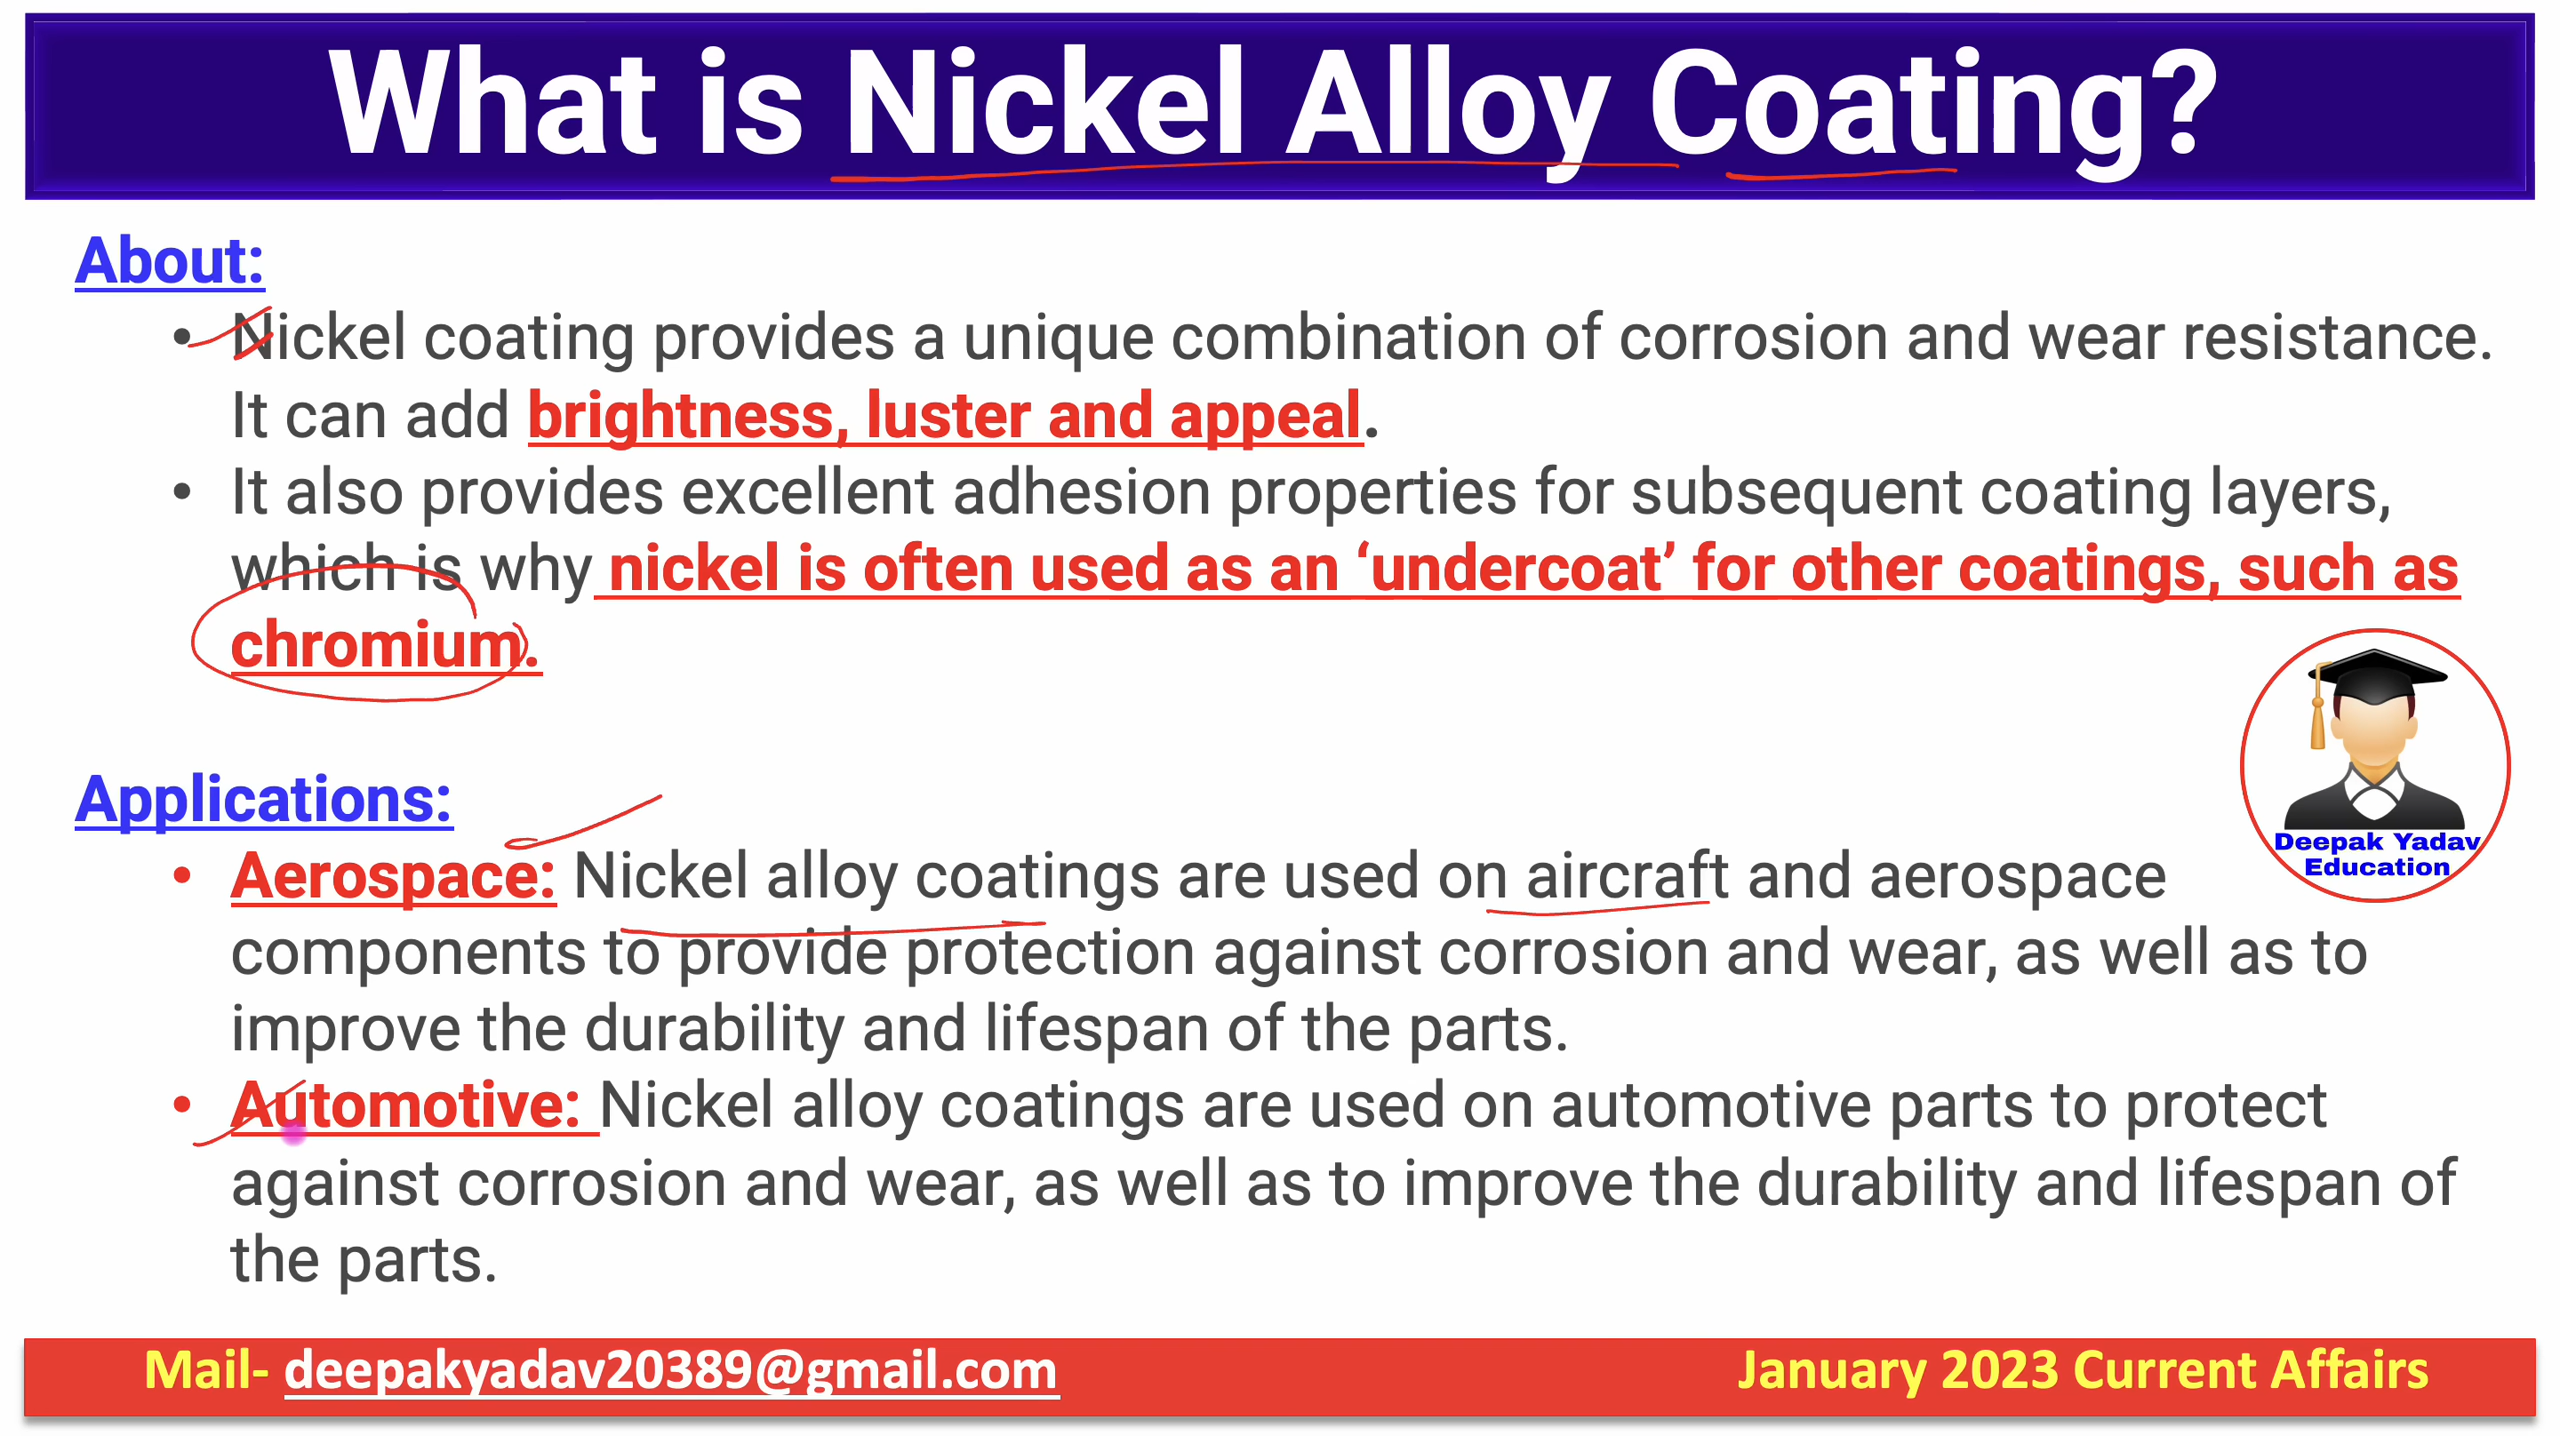 What is Nickel Alloy Coating?
About:
• Nickel coating provides a unique combination of corrosion and wear resistance.
It can add brightness, luster and appeal.
• It also provides excellent adhesion properties for subsequent coating layers,
which is why nickel is often used as an ‘undercoat’ for other coatings, such as
chromium.
Applications:
• Aerospace: Nickel alloy coatings are used on aircraft and aerospace
components to provide protection against corrosion and wear, as well as to
improve the durability and lifespan of the parts.
• Automotive: Nickel alloy coatings are used on automotive parts to protect
against corrosion and wear, as well as to improve the durability and lifespan of
the parts.
Deepak Yadav
Education
Mail- deepakyadav20389@gmail.com
January 2023 Current Affairs